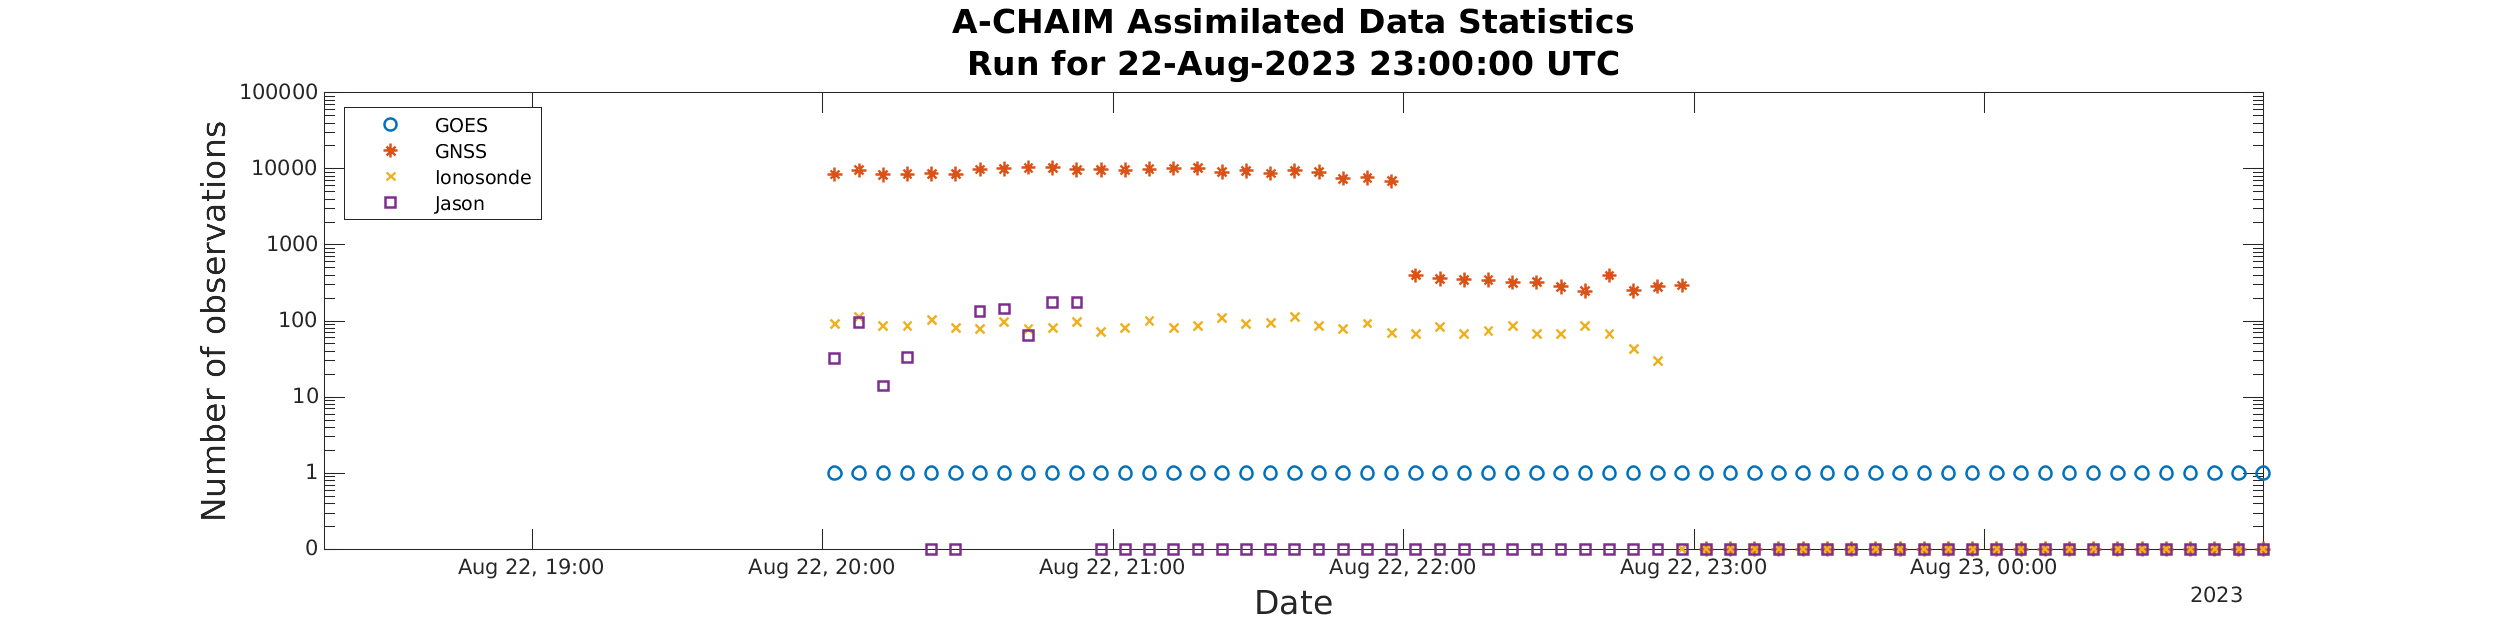 A-CHAIM Assimilated Data Statistics
Run for 22-Aug-2023 23:00:00 UTC
Number of observations
100000
10000
1000
100
10
1
0
GOES
GNSS
Ionosonde
Jason
Aug 22, 19:00
Aug 22, 20:00
Aug 22, 21:00
Aug 22, 22:00
Aug 22, 23:00
Aug 23, 00:00
2023
Date